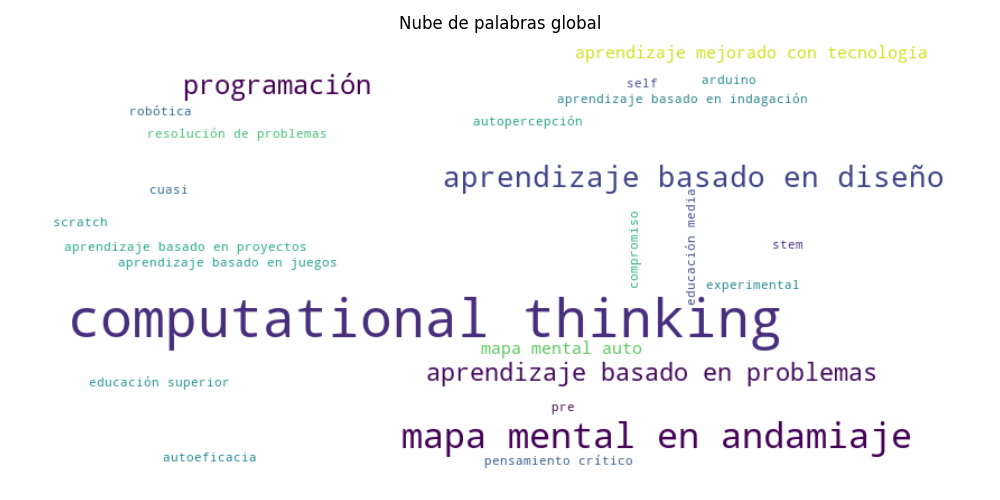 Nube de palabras global
aprendizaje mejorado con tecnología
programación
self
arduino
aprendizaje basado en indagación
robótica
autopercepción
resolución de problemas
aprendizaje basado en diseño
cuasi
educación media
compromiso
scratch
stem
aprendizaje basado en proyectos
aprendizaje basado en juegos
experimental
computational thinking
mapa mental auto
aprendizaje basado en problemas
educación superior
pre
mapa mental en andamiaje
autoeficacia
pensamiento crítico